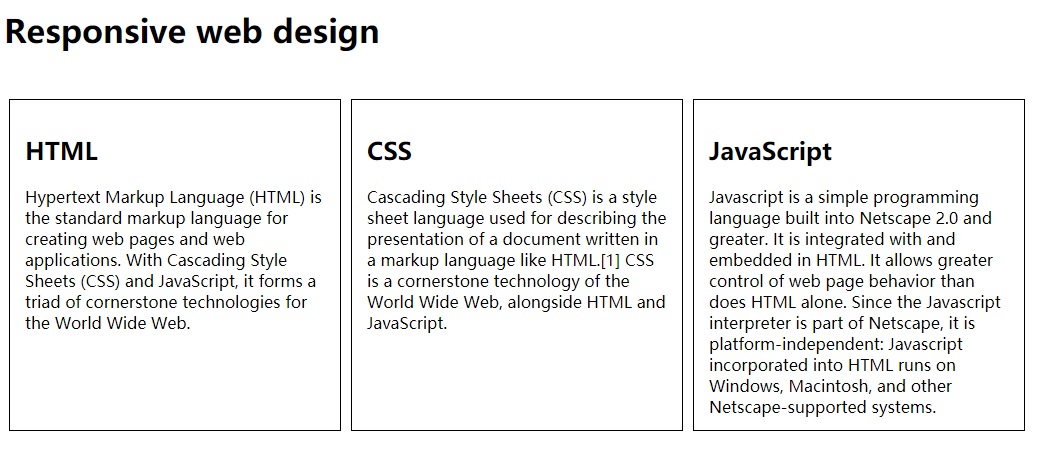 Responsive web design
HTML
Hypertext Markup Language (HTML) is
the standard markup language for
creating web pages and web
applications. With Cascading Style
Sheets (CSS) and JavaScript, it forms a
triad of cornerstone technologies for
the World Wide Web.
CSS
Cascading Style Sheets (CSS) is a style
sheet language used for describing the
presentation of a document written in
a markup language like HTML.[1] CSS
is a cornerstone technology of the
World Wide Web, alongside HTML and
JavaScript.
JavaScript
Javascript is a simple programming
language built into Netscape 2.0 and
greater. It is integrated with and
embedded in HTML. It allows greater
control of web page behavior than
does HTML alone. Since the Javascript
interpreter is part of Netscape, it is
platform-independent: Javascript
incorporated into HTML runs on
Windows, Macintosh, and other
Netscape-supported systems.